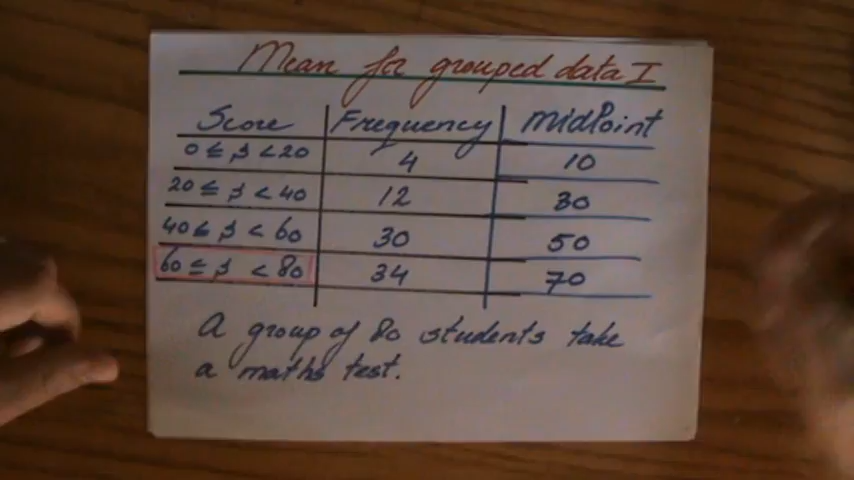 Mean for grouped data I
Score Frequency MidPoint
0 ≤ s < 20 4 10
20 ≤ s < 40 12 30
40 ≤ s < 60 30 50
60 ≤ s < 80 34 70
A group of 80 students take
a maths test.